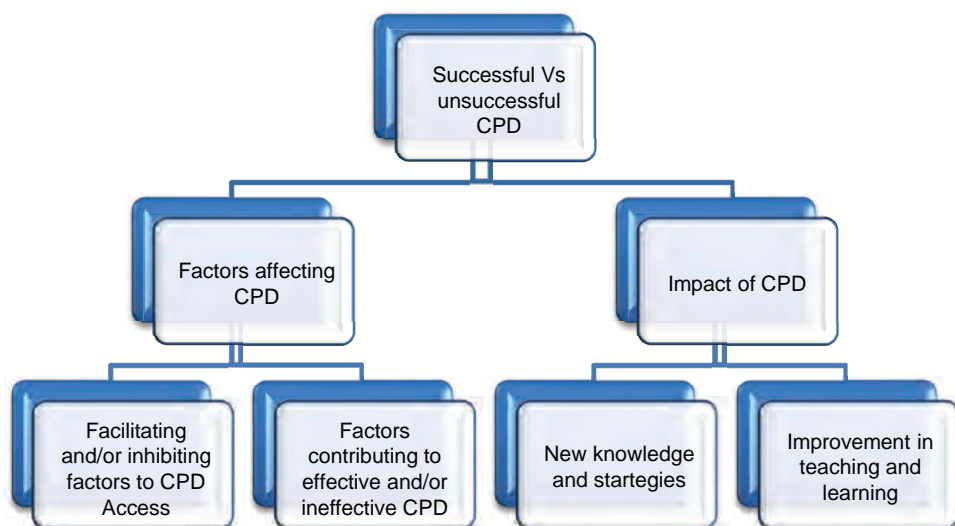 Successful Vs
unsuccessful
CPD
Factors affecting
CPD
Impact of CPD
Facilitating
and/or inhibiting
factors to CPD
Access
Factors
contributing to
effective and/or
ineffective CPD
New knowledge
and startegies
Improvement in
teaching and
learning